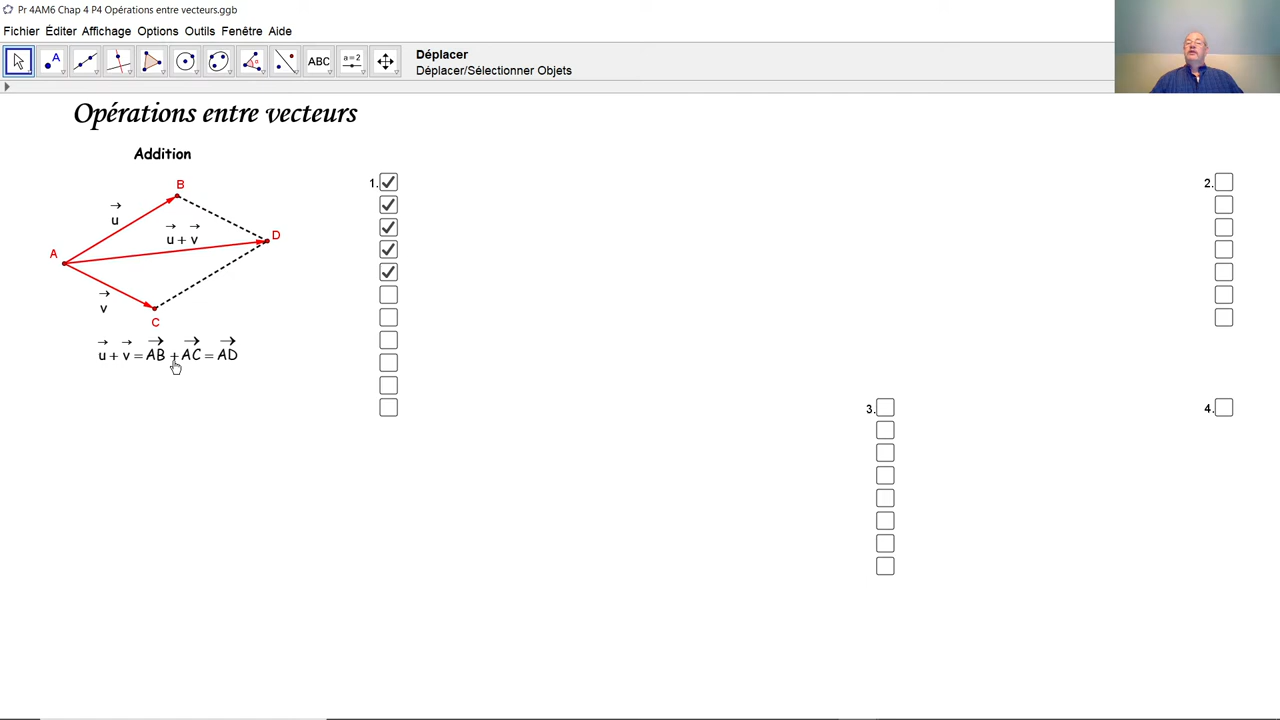 Pr 4AM6 Chap 4 P4 Opérations entre vecteurs.ggb
Fichier Éditer Affichage Options Outils Fenêtre Aide
A ABC a=2
Déplacer
Déplacer/Sélectionner Objets
Opérations entre vecteurs
Addition
B
u
u + v
D
A
v
C
u + v = AB + AC = AD
1.
2.
3.
4.